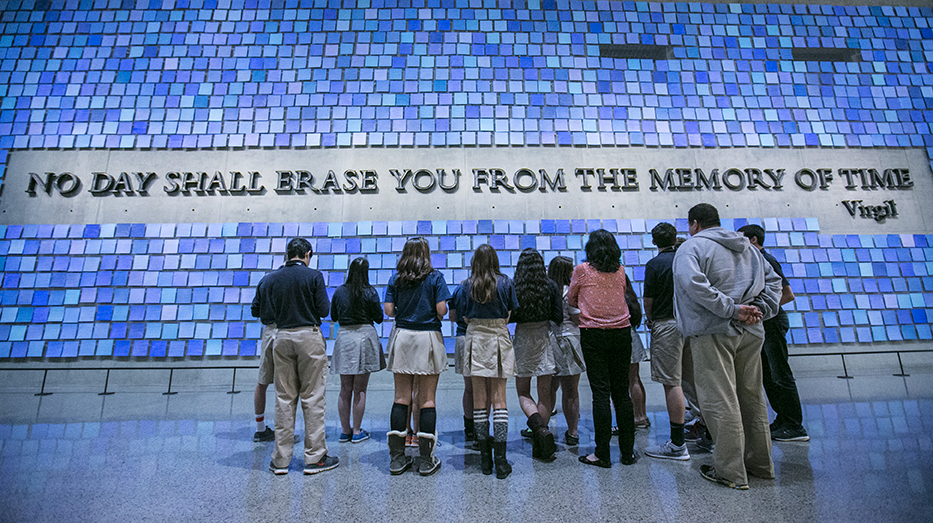 NO DAY SHALL ERASE YOU FROM THE MEMORY OF TIME
Virgil